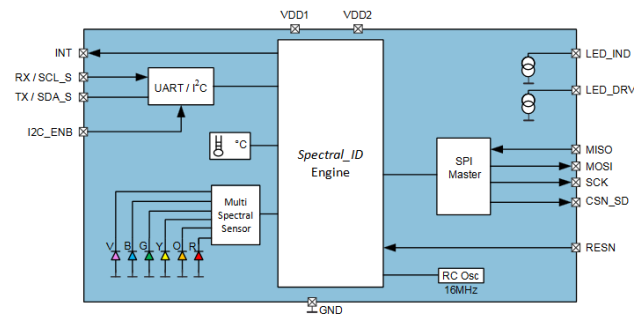 VDD1
VDD2
INT
RX / SCL_S
TX / SDA_S
I2C_ENB
UART / I²C
°C
Spectral_ID
Engine
Multi
Spectral
Sensor
V B G Y O R
LED_IND
LED_DRV
SPI
Master
MISO
MOSI
SCK
CSN_SD
RESN
RC Osc
16MHz
GND